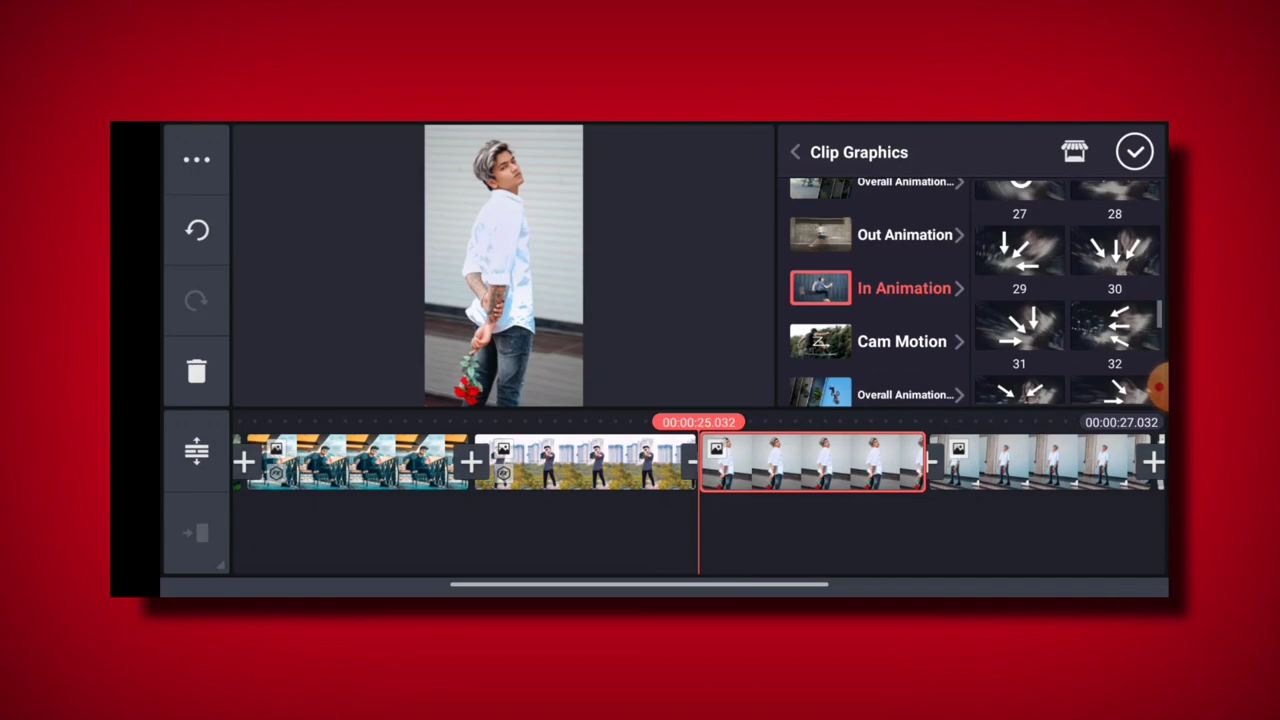 Clip Graphics
Overall Animation...
27
28
Out Animation
29
30
In Animation
31
32
Cam Motion
Overall Animation...
00:00:25.032
00:00:27.032